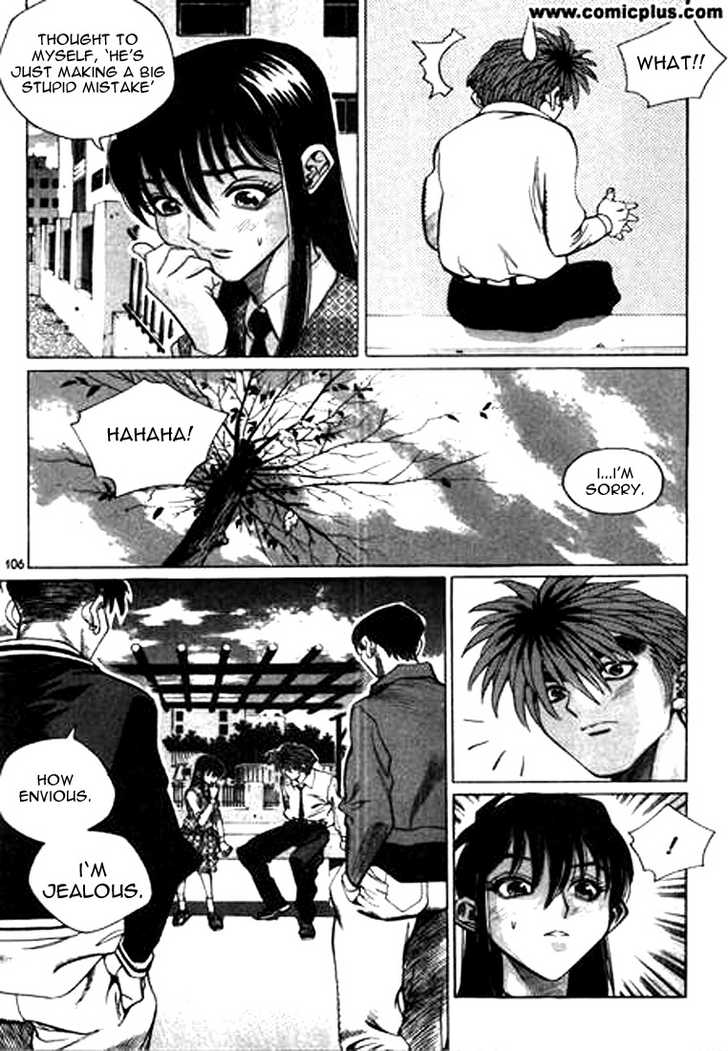 www.comicplus.com
THOUGHT TO
MYSELF, 'HE'S
JUST MAKING A BIG
STUPID MISTAKE'
WHAT!!
HAHAHA!
I...I'M
SORRY.
106
HOW
ENVIOUS.
I'M
JEALOUS.
!